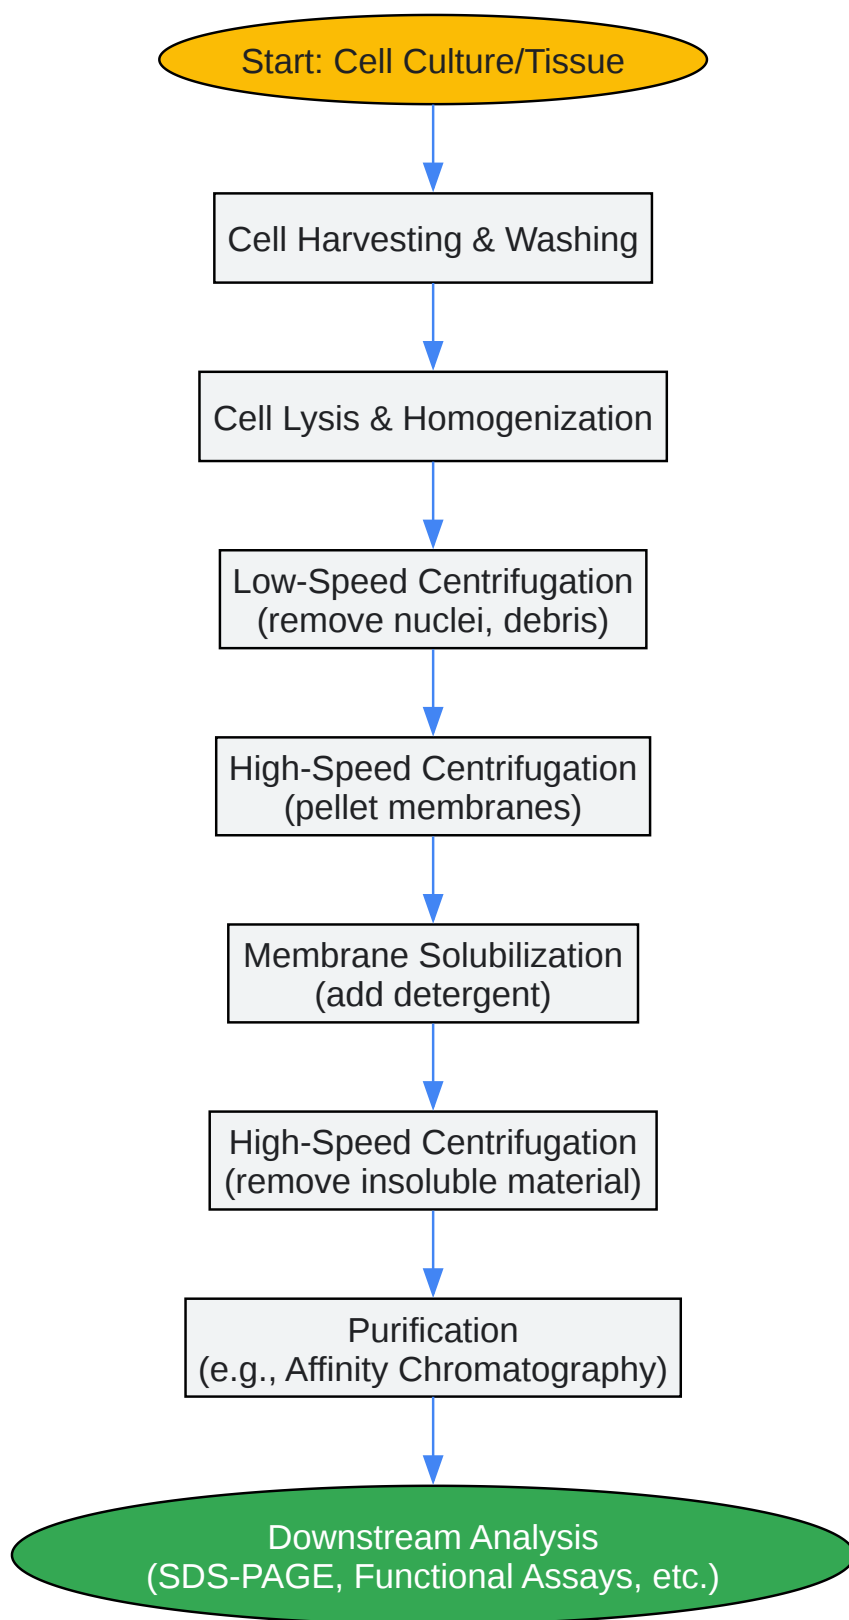 Start: Cell Culture/Tissue
Cell Harvesting & Washing
Cell Lysis & Homogenization
Low-Speed Centrifugation
(remove nuclei, debris)
High-Speed Centrifugation
(pellet membranes)
Membrane Solubilization
(add detergent)
High-Speed Centrifugation
(remove insoluble material)
Purification
(e.g., Affinity Chromatography)
Downstream Analysis
(SDS-PAGE, Functional Assays, etc.)